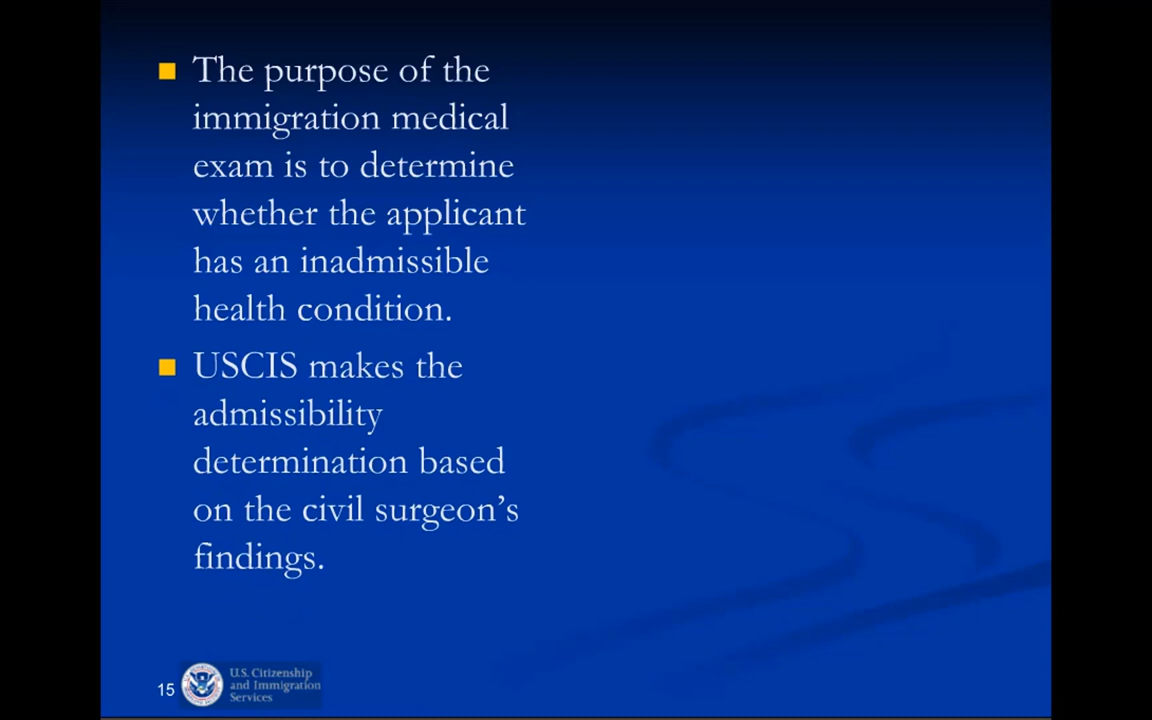 The purpose of the
immigration medical
exam is to determine
whether the applicant
has an inadmissible
health condition.
USCIS makes the
admissibility
determination based
on the civil surgeon’s
findings.
15
U.S. Citizenship
and Immigration
Services